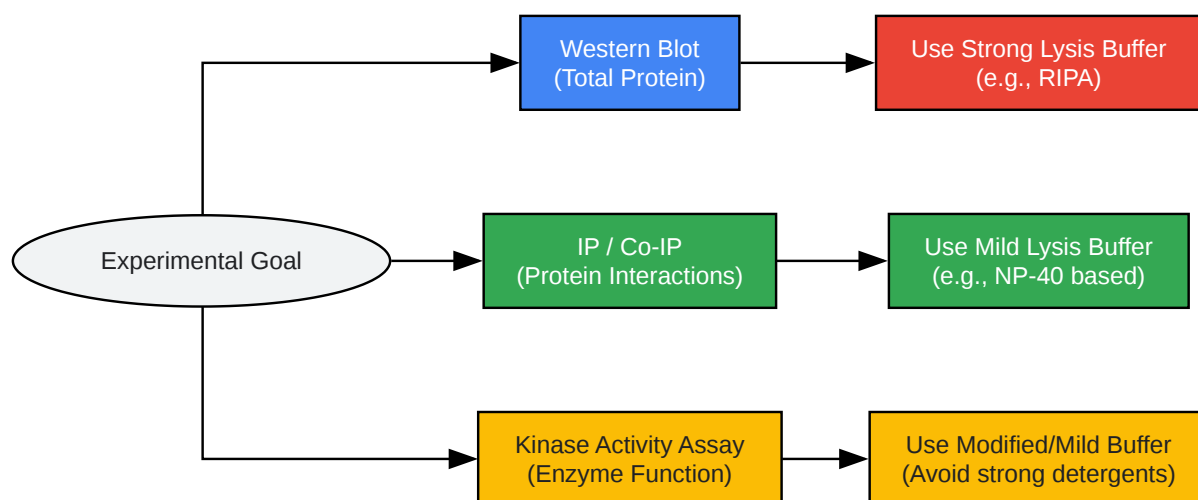 Western Blot
(Total Protein)
Use Strong Lysis Buffer
(e.g., RIPA)
Experimental Goal
IP / Co-IP
(Protein Interactions)
Use Mild Lysis Buffer
(e.g., NP-40 based)
Kinase Activity Assay
(Enzyme Function)
Use Modified/Mild Buffer
(Avoid strong detergents)